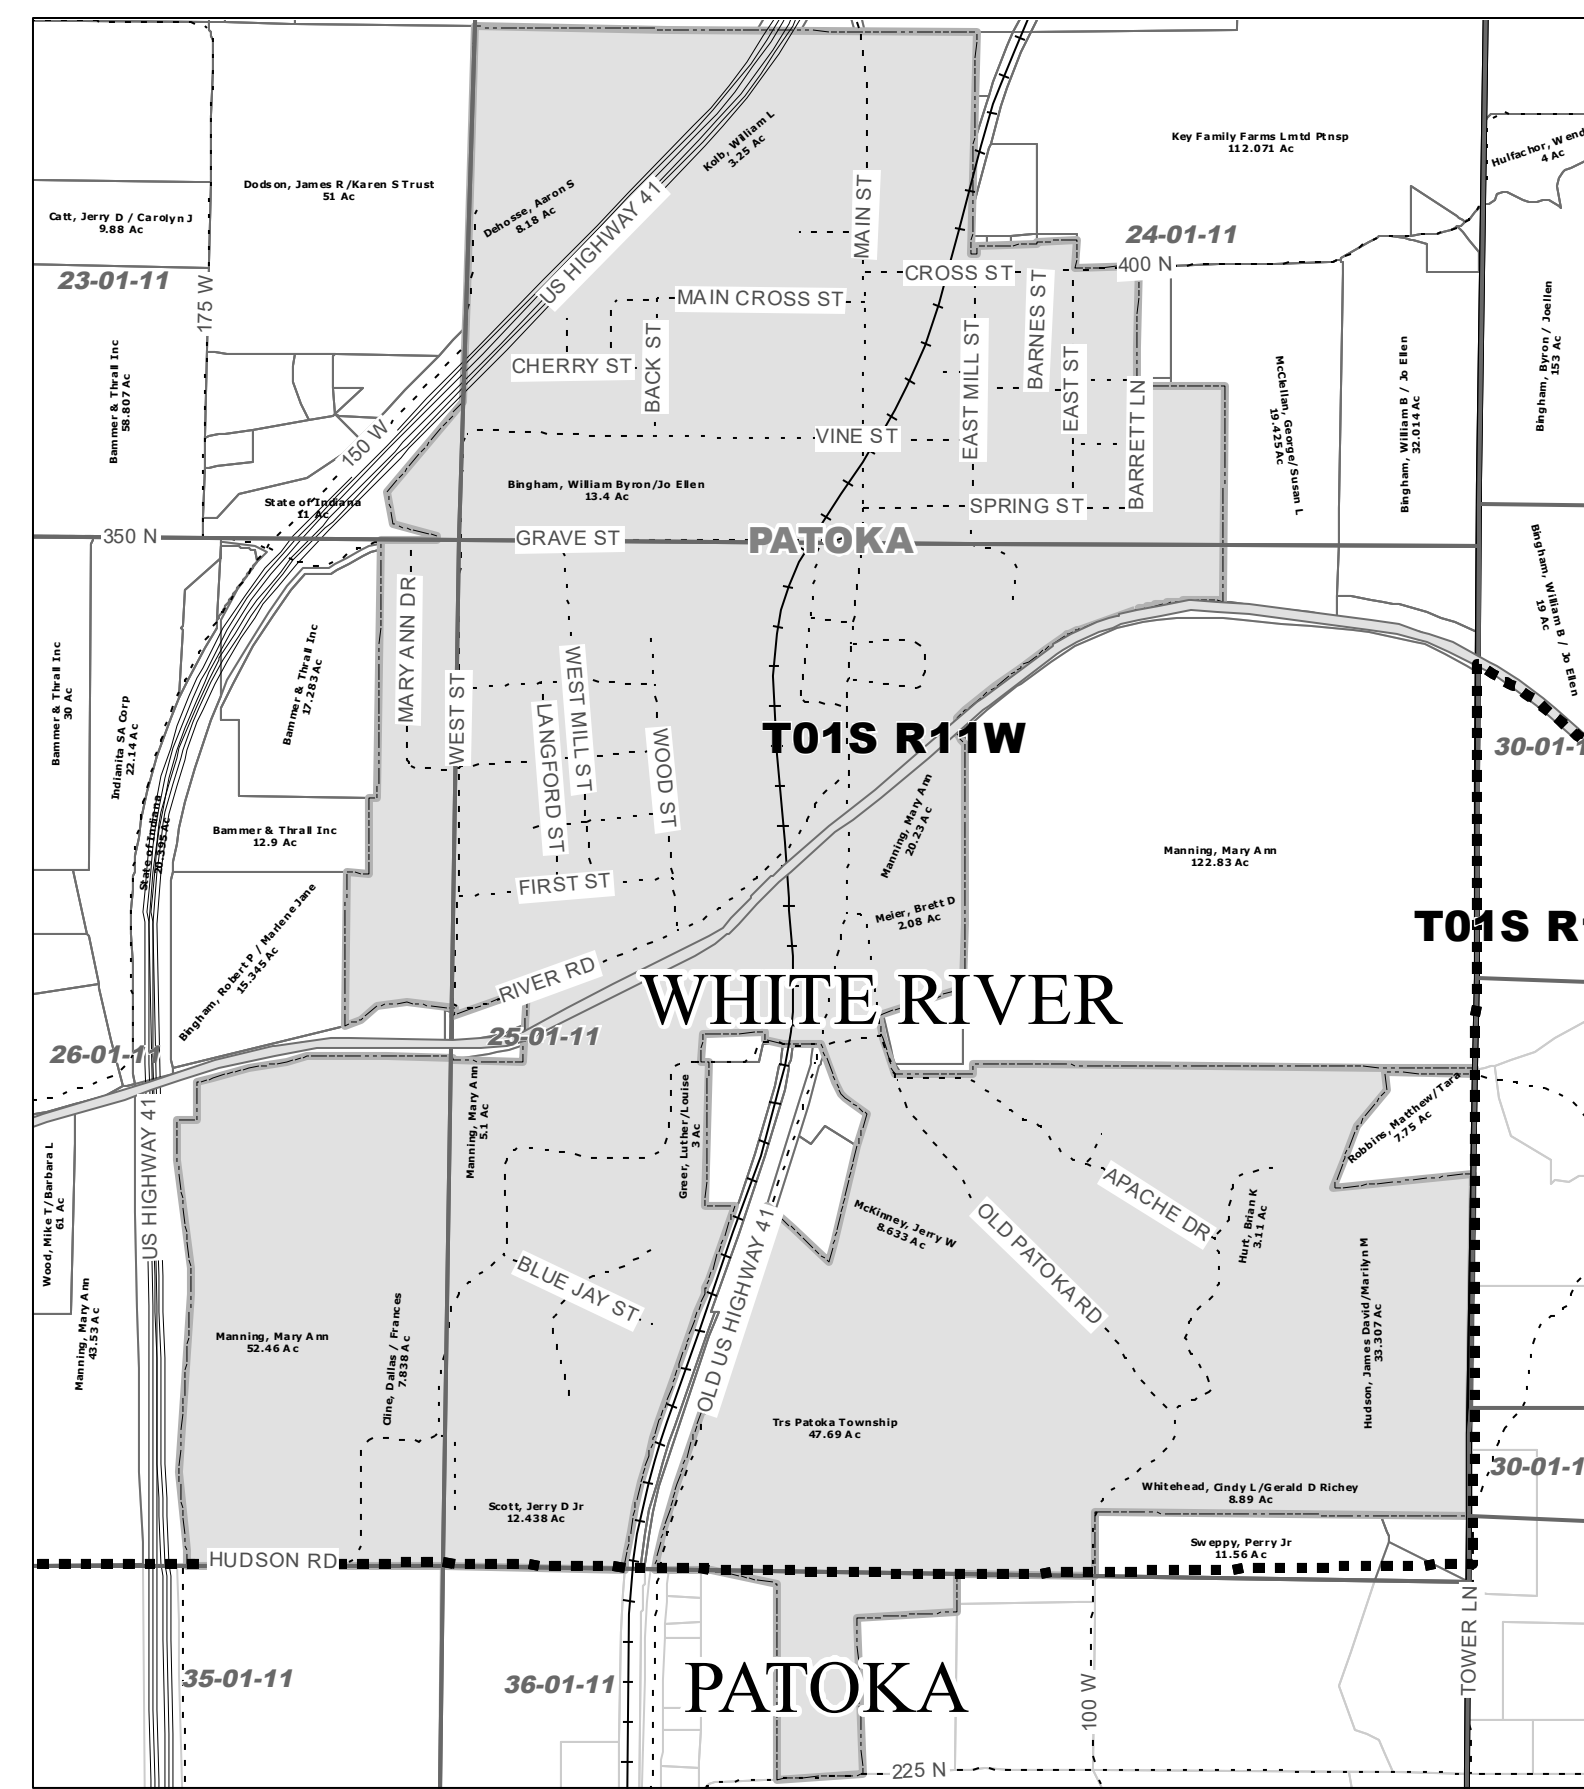 Kolb, William L
3.25 Ac
Key Family Farms Lmtd Ptnsp
112.071 Ac
4 Ac
Dodson, James R /Karen S Trust
51 Ac
Dehosse, Aaron S
8.18 Ac
Catt, Jerry D / Carolyn J
9.88 Ac
US HIGHWAY 41
MAIN ST
24-01-11
400 N
23-01-11
175 W
CROSS ST
MAIN CROSS ST
BARNES ST
Bingham, Byron / Joellen
153 Ac
Bammer & Thrall Inc
58.807 Ac
CHERRY ST
BACK ST
EAST MILL ST
EAST ST
BARRETT LN
McClellan, George/Susan L
19.425 Ac
Bingham, William B / Jo Ellen
32.014 Ac
150 W
VINE ST
Bingham, William Byron/Jo Ellen
13.4 Ac
State of Indiana
11 Ac
SPRING ST
350 N
GRAVE ST
PATOKA
Bingham, William B / Jo Ellen
19 Ac
MARY ANN DR
WEST ST
WEST MILL ST
LANGFORD ST
WOOD ST
Bammer & Thrall Inc
30 Ac
Bammer & Thrall Inc
17.283 Ac
Indianita SA Corp
22.14 Ac
T01S R11W
30-01-1
State of Indiana
20.395 Ac
Bammer & Thrall Inc
12.9 Ac
Manning, Mary Ann
20.23 Ac
Manning, Mary Ann
122.83 Ac
FIRST ST
Meier, Brett D
2.08 Ac
Bingham, Robert P / Marlene Jane
15.345 Ac
T01S R1
RIVER RD
WHITE RIVER
25-01-11
26-01-11
Manning, Mary Ann
5.1 Ac
Greer, Luther/Louise
3 Ac
Robbins, Matthew/Tara
7.75 Ac
US HIGHWAY 41
Wood, Mike T/Barbara L
61 Ac
APACHE DR
OLD PATOKA RD
Hurt, Brian K
3.11 Ac
McKinney, Jerry W
8.633 Ac
BLUE JAY ST
OLD US HIGHWAY 41
Manning, Mary Ann
43.53 Ac
Manning, Mary Ann
52.46 Ac
Cline, Dallas / Frances
7.838 Ac
Hudson, James David/Marilyn M
33.307 Ac
Trs Patoka Township
47.69 Ac
30-01-1
Whitehead, Cindy L/Gerald D Richey
8.89 Ac
Scott, Jerry D Jr
12.438 Ac
Sweppy, Perry Jr
11.56 Ac
HUDSON RD
TOWER LN
35-01-11
36-01-11
PATOKA
100 W
225 N